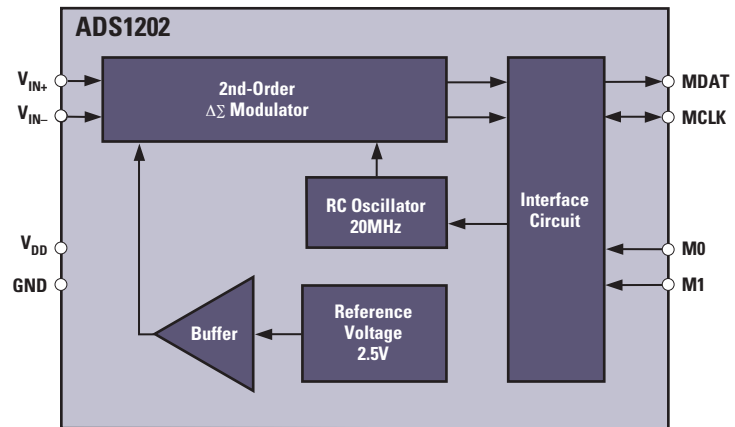 ADS1202
V_IN+
V_IN–
2nd-Order
ΔΣ Modulator
MDAT
MCLK
RC Oscillator
20MHz
Interface
Circuit
V_DD
GND
M0
M1
Buffer
Reference
Voltage
2.5V